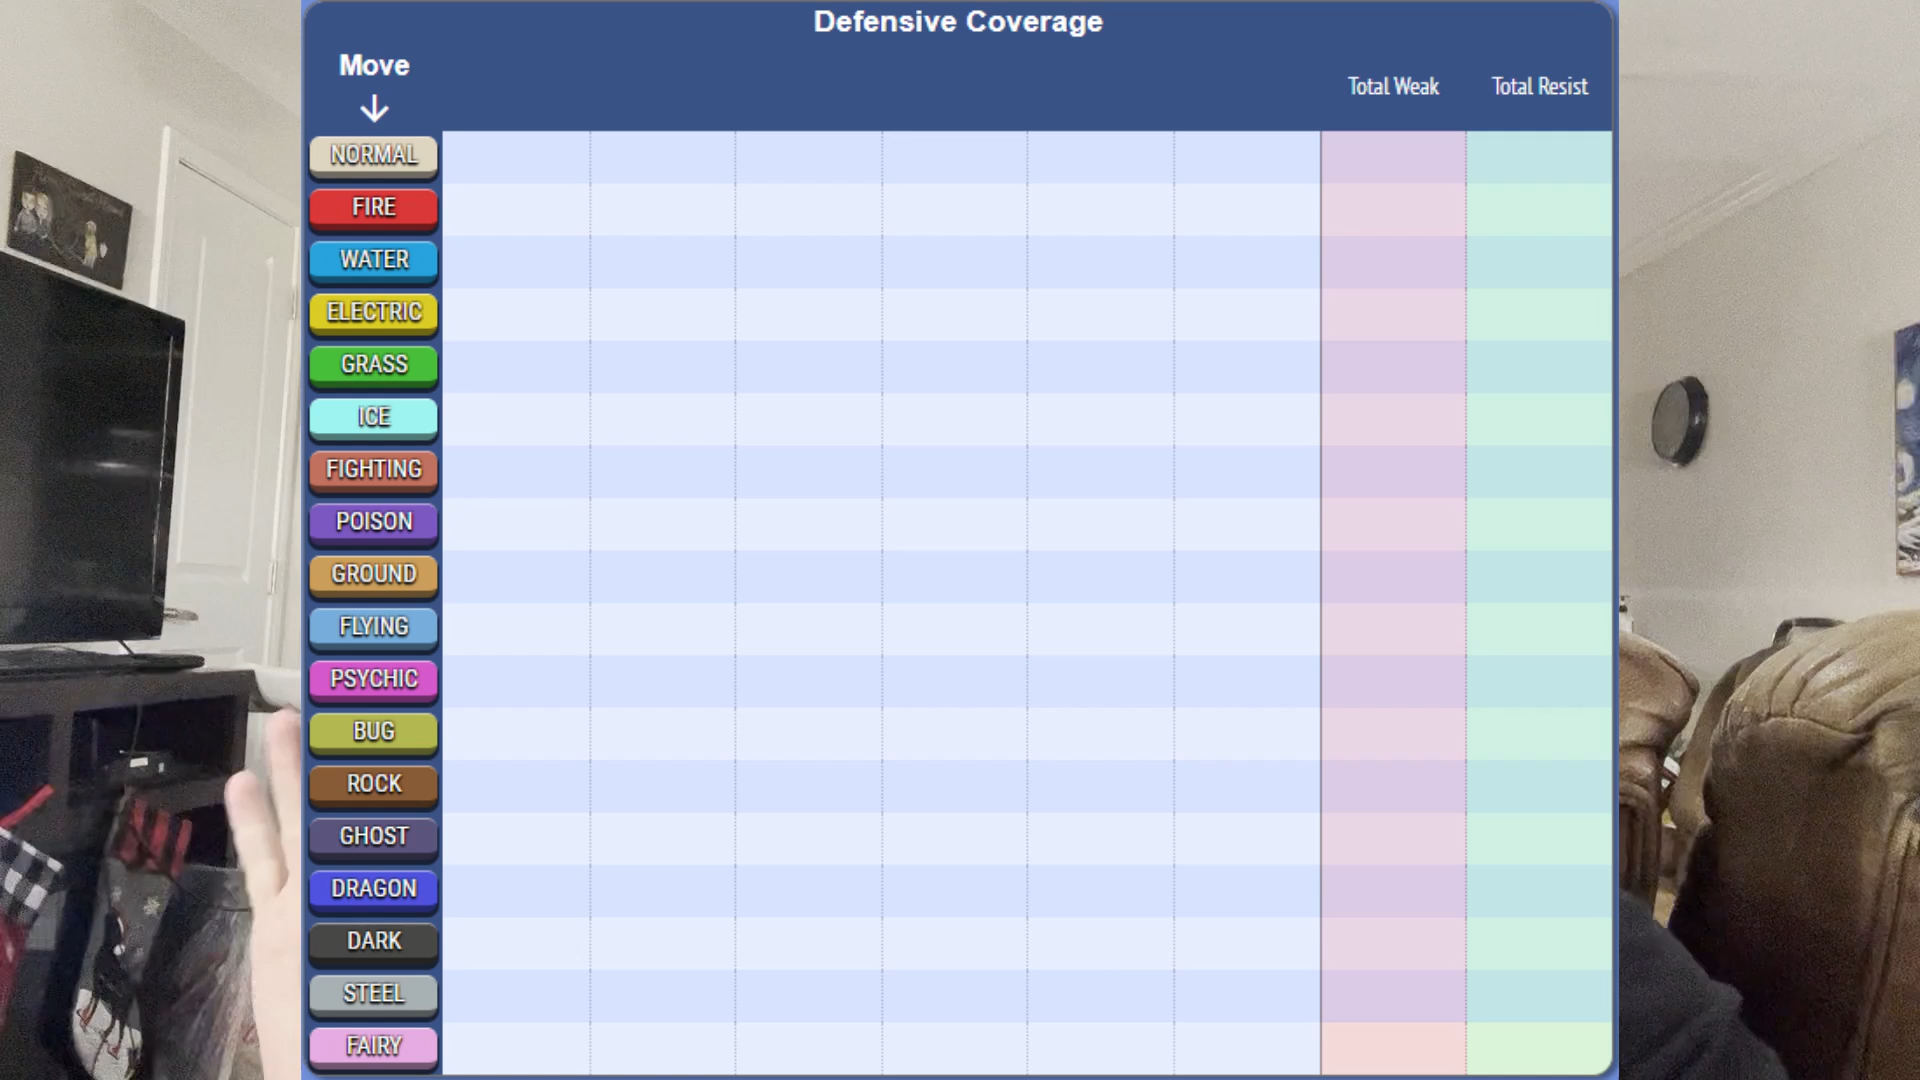 Defensive Coverage
Move
Total Weak
Total Resist
NORMAL
FIRE
WATER
ELECTRIC
GRASS
ICE
FIGHTING
POISON
GROUND
FLYING
PSYCHIC
BUG
ROCK
GHOST
DRAGON
DARK
STEEL
FAIRY